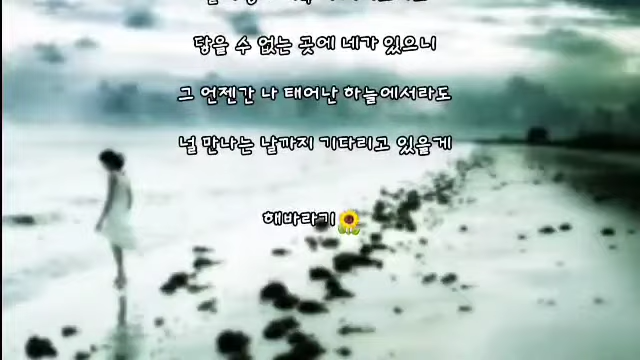 닿을 수 없는 곳에 네가 있으니
그 언젠간 나 태어난 하늘에서라도
널 만나는 날까지 기다리고 있을게
해바라기